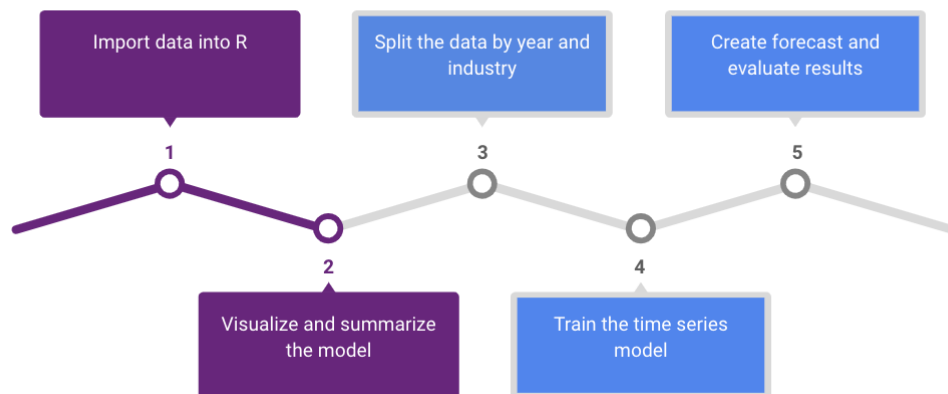 Import data into R
1
Visualize and summarize
the model
2
Split the data by year and
industry
3
Train the time series
model
4
Create forecast and
evaluate results
5